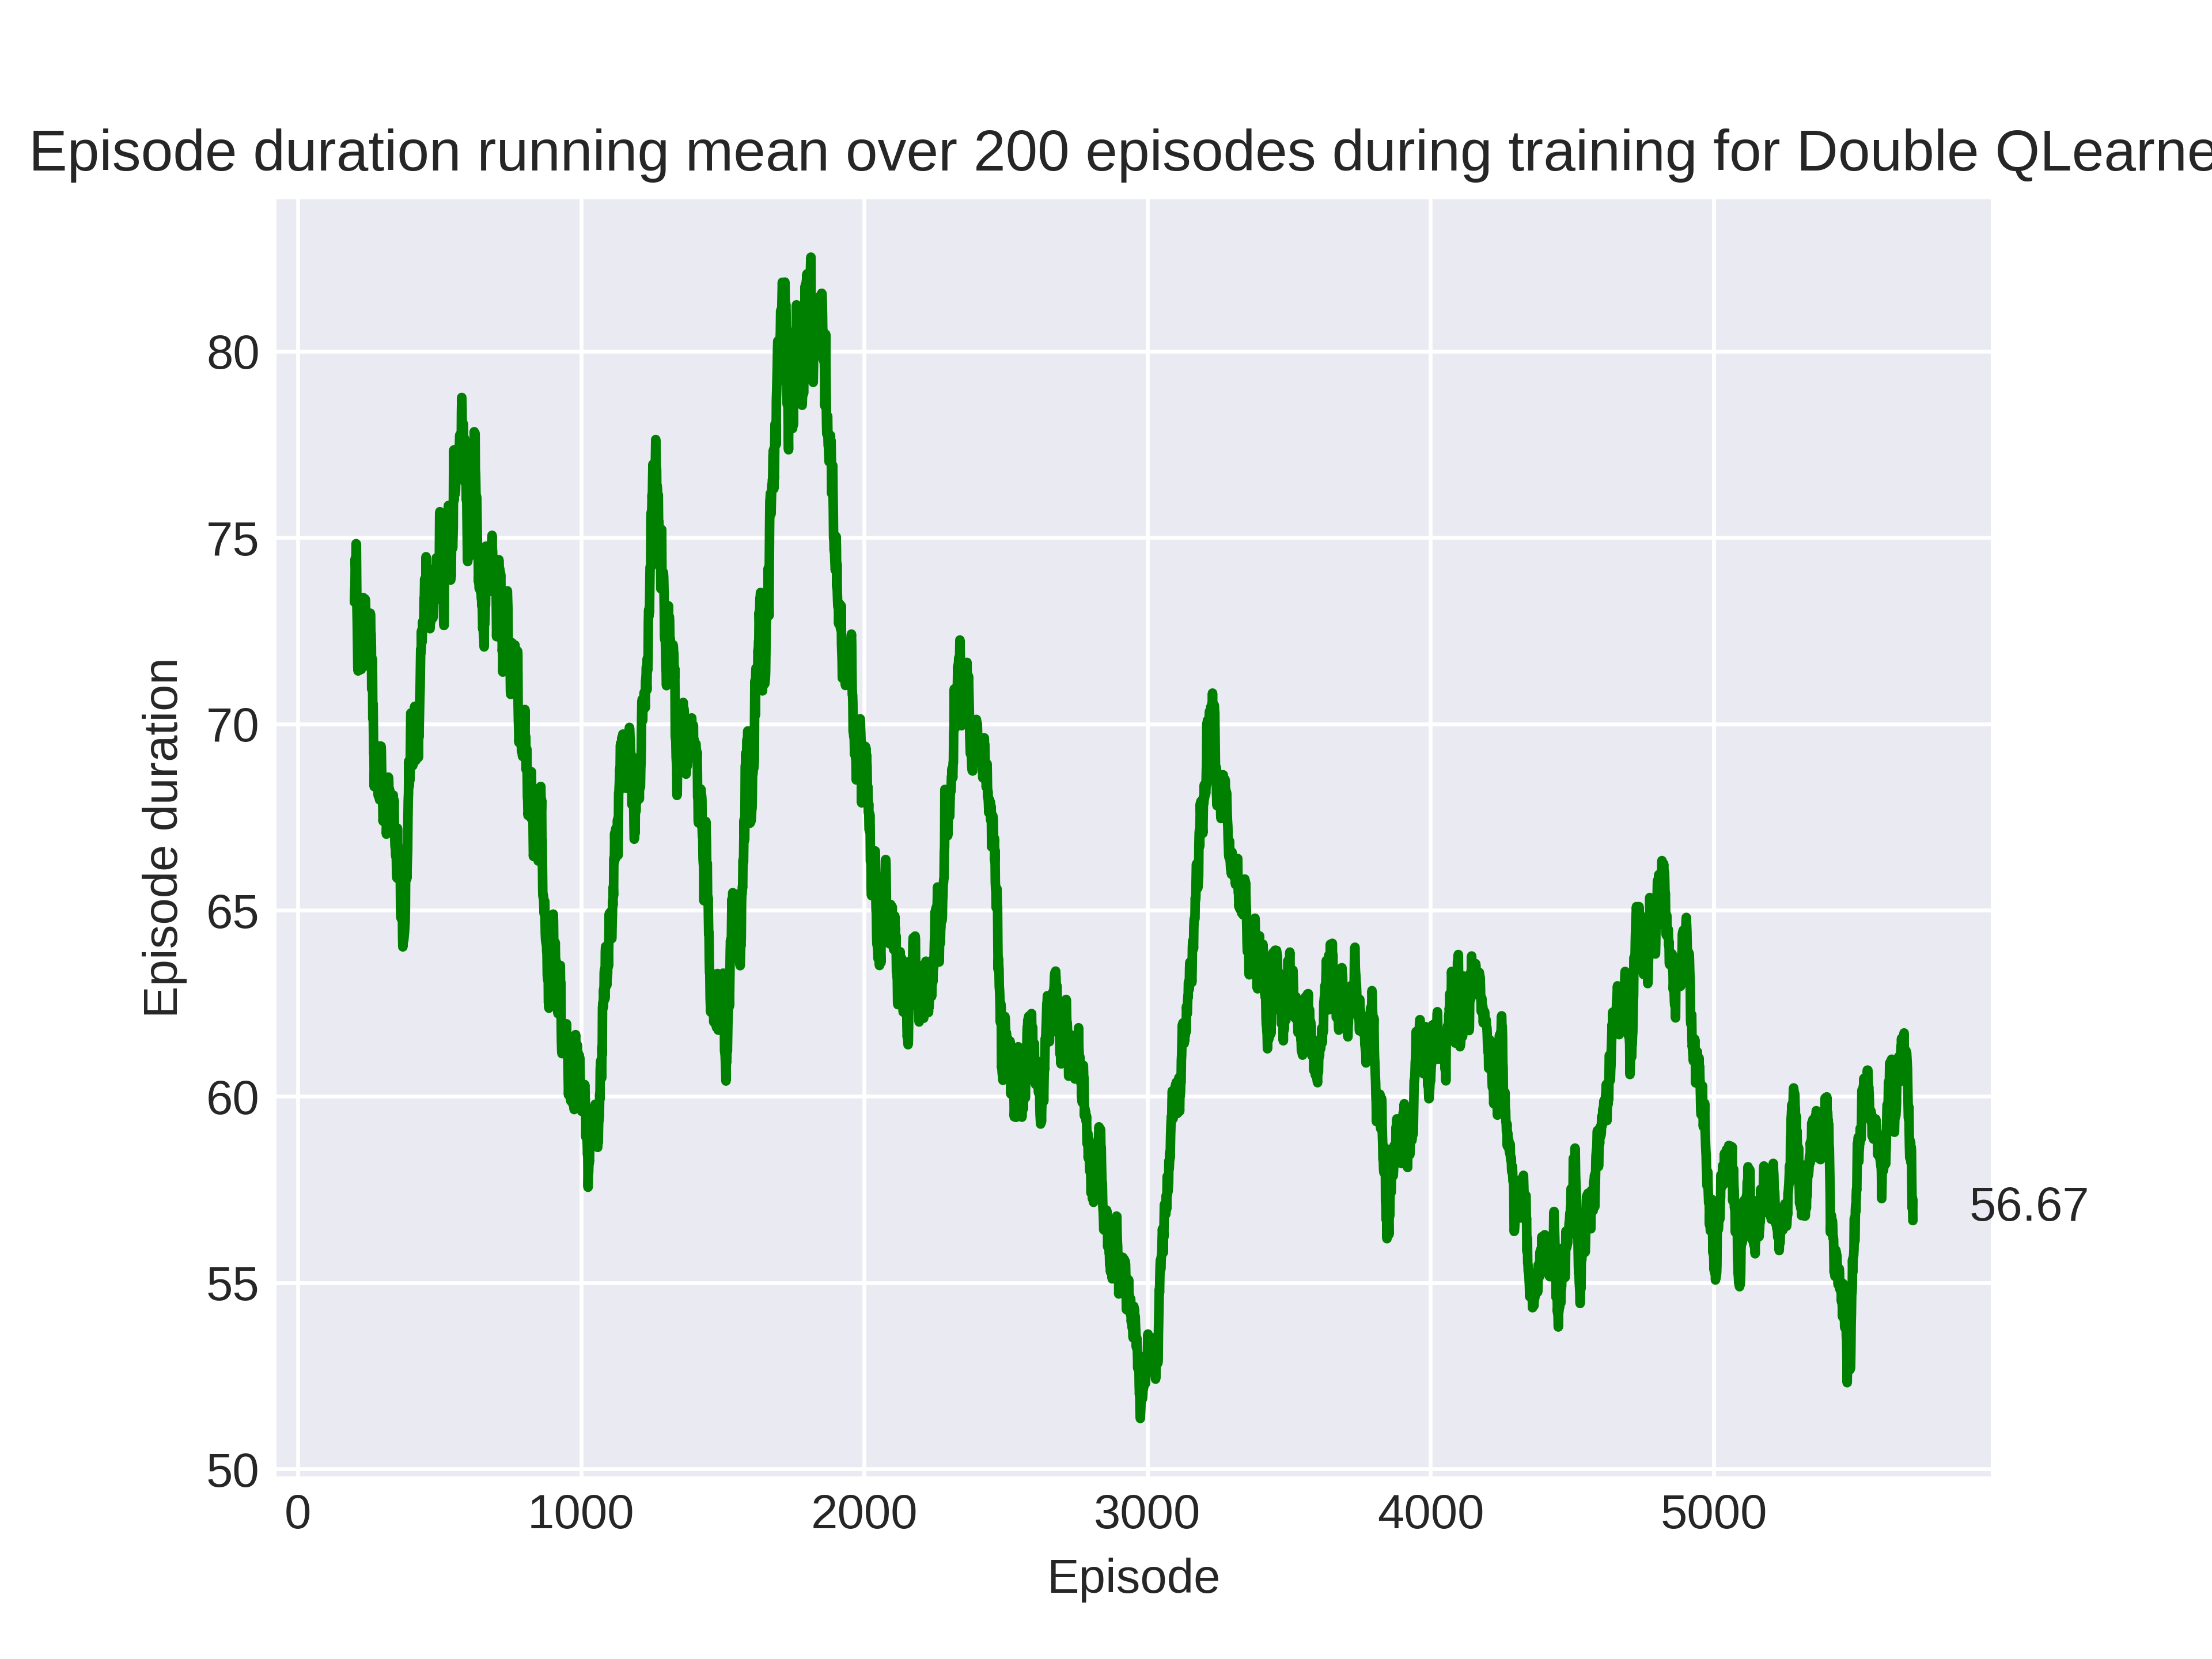 Episode duration running mean over 200 episodes during training for Double QLearne
80
75
70
65
60
55
50
Episode duration
56.67
0 1000 2000 3000 4000 5000
Episode